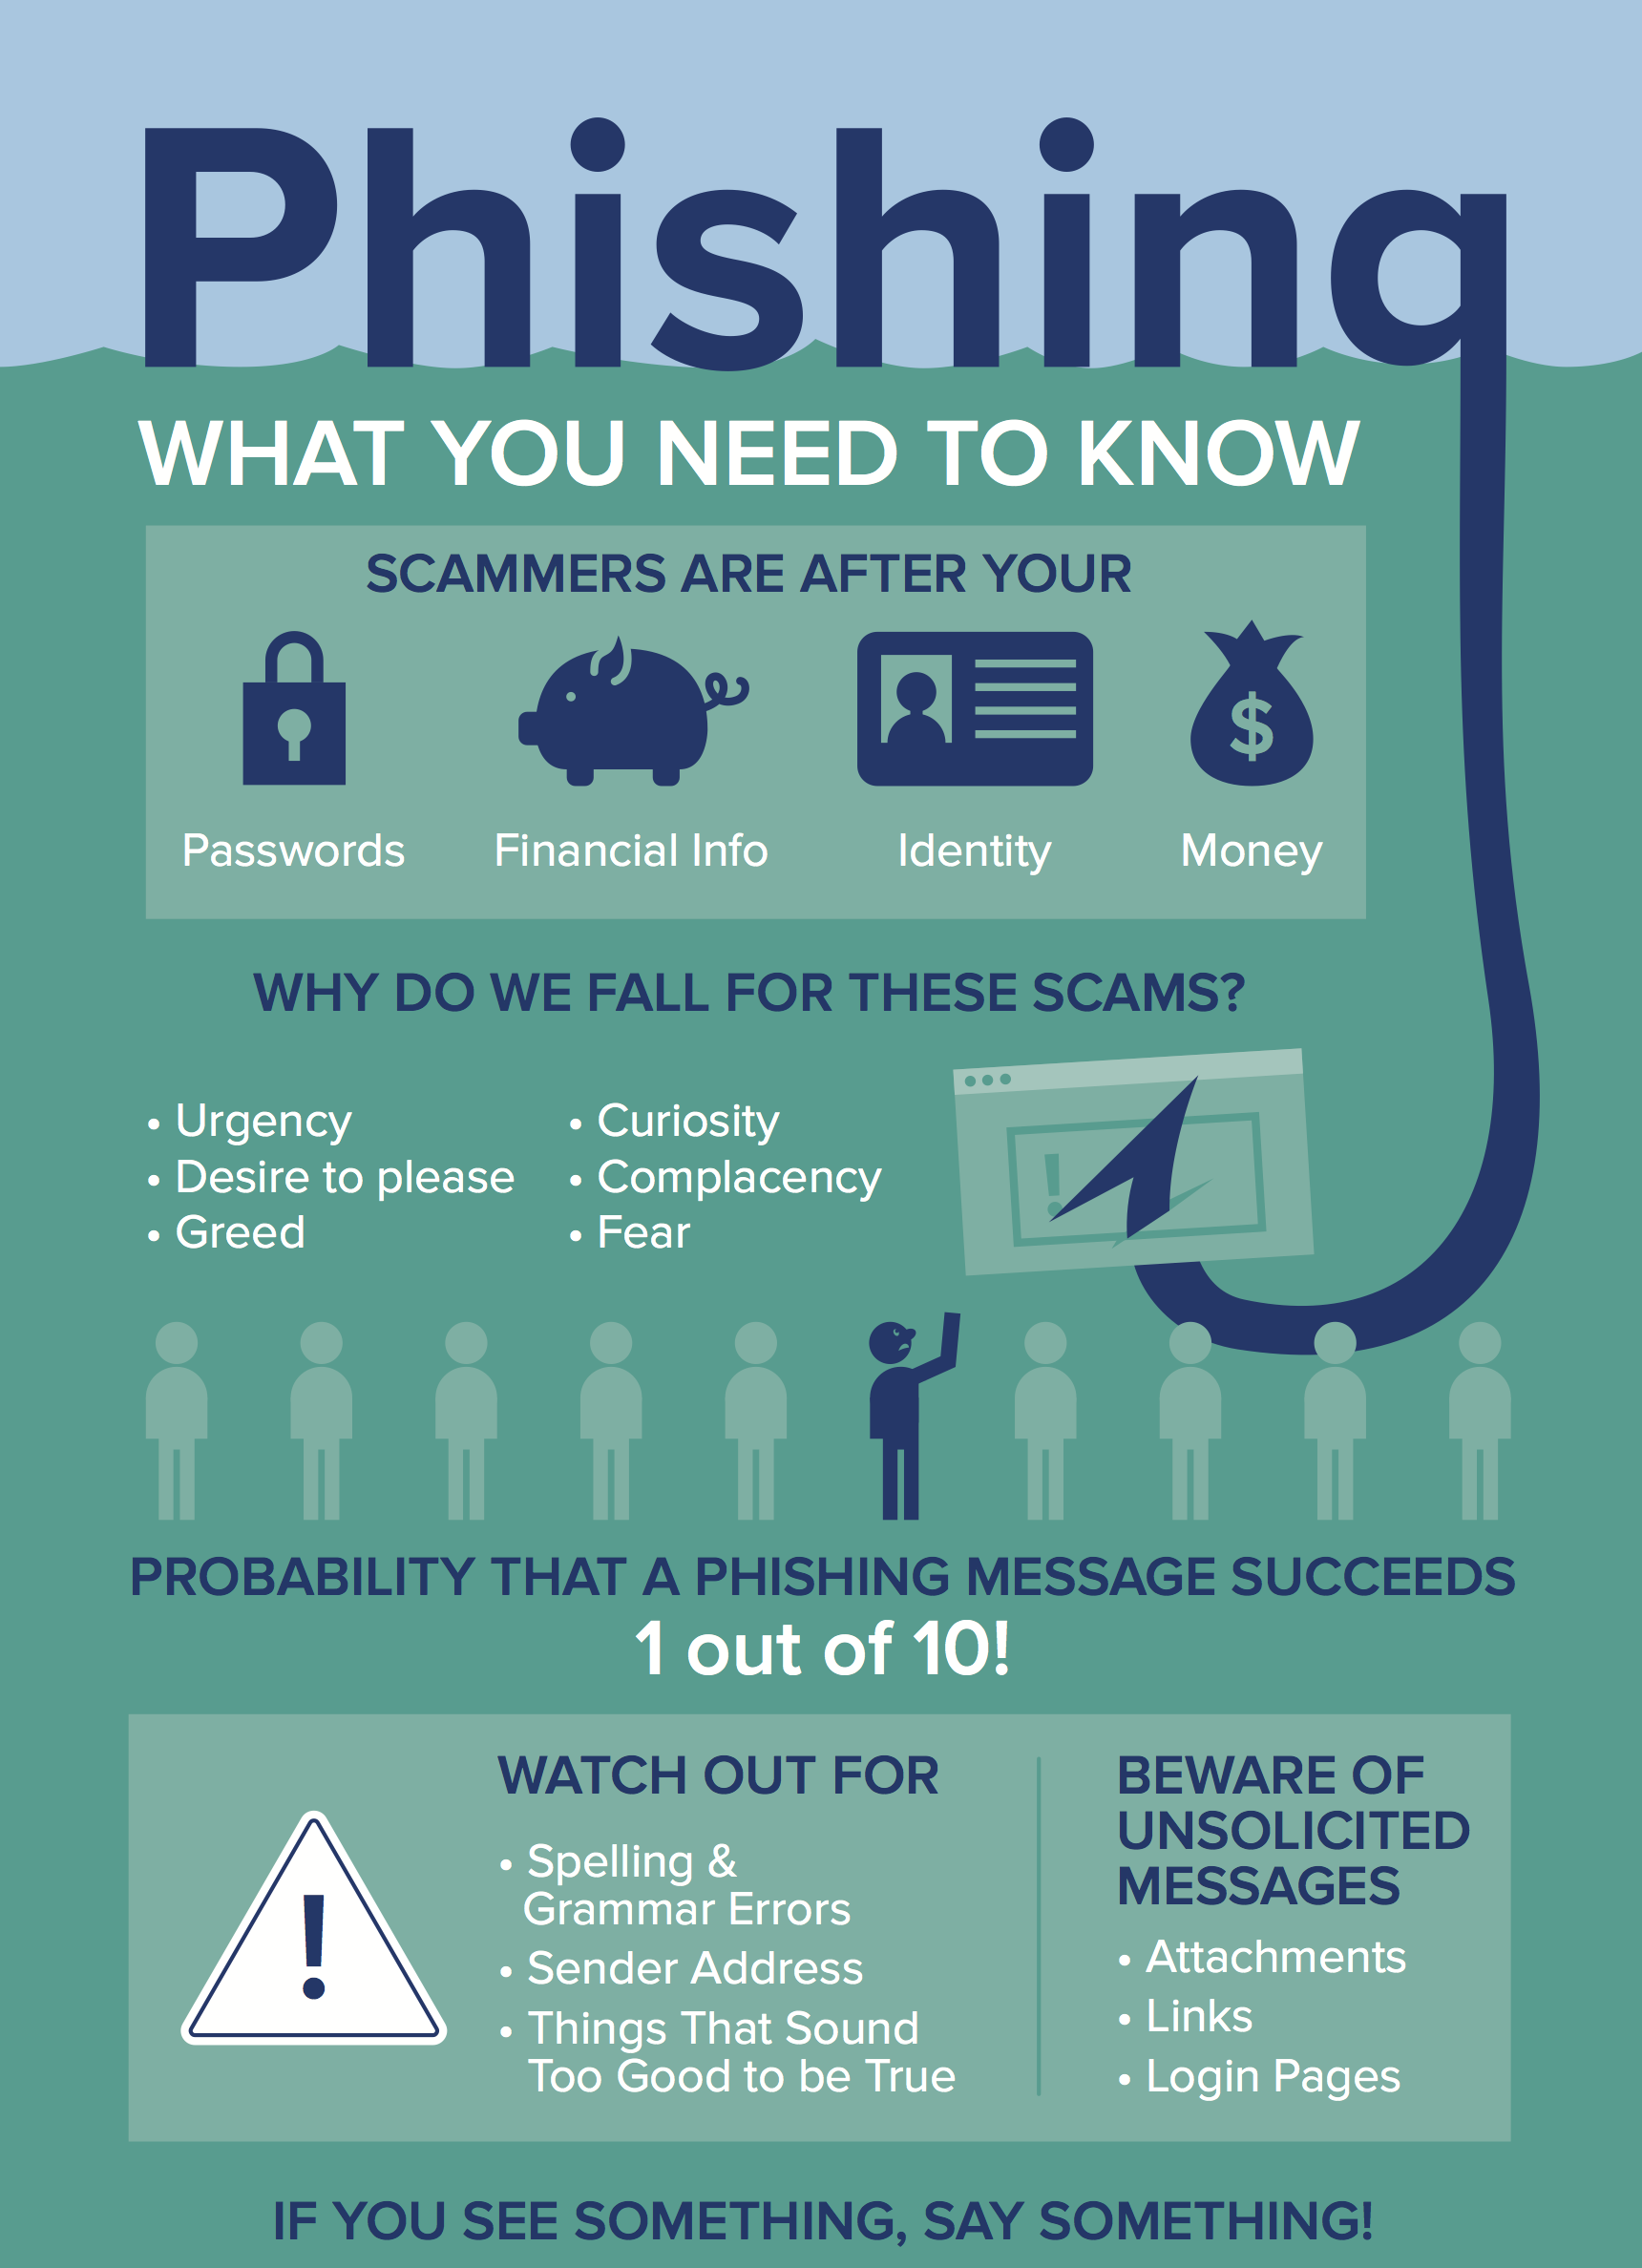 Phishing
WHAT YOU NEED TO KNOW
SCAMMERS ARE AFTER YOUR
$
Passwords
Financial Info
Identity
Money
WHY DO WE FALL FOR THESE SCAMS?
• Urgency
• Desire to please
• Greed
• Curiosity
• Complacency
• Fear
!
PROBABILITY THAT A PHISHING MESSAGE SUCCEEDS
1 out of 10!
!
WATCH OUT FOR
• Spelling &
Grammar Errors
• Sender Address
• Things That Sound
Too Good to be True
BEWARE OF
UNSOLICITED
MESSAGES
• Attachments
• Links
• Login Pages
IF YOU SEE SOMETHING, SAY SOMETHING!